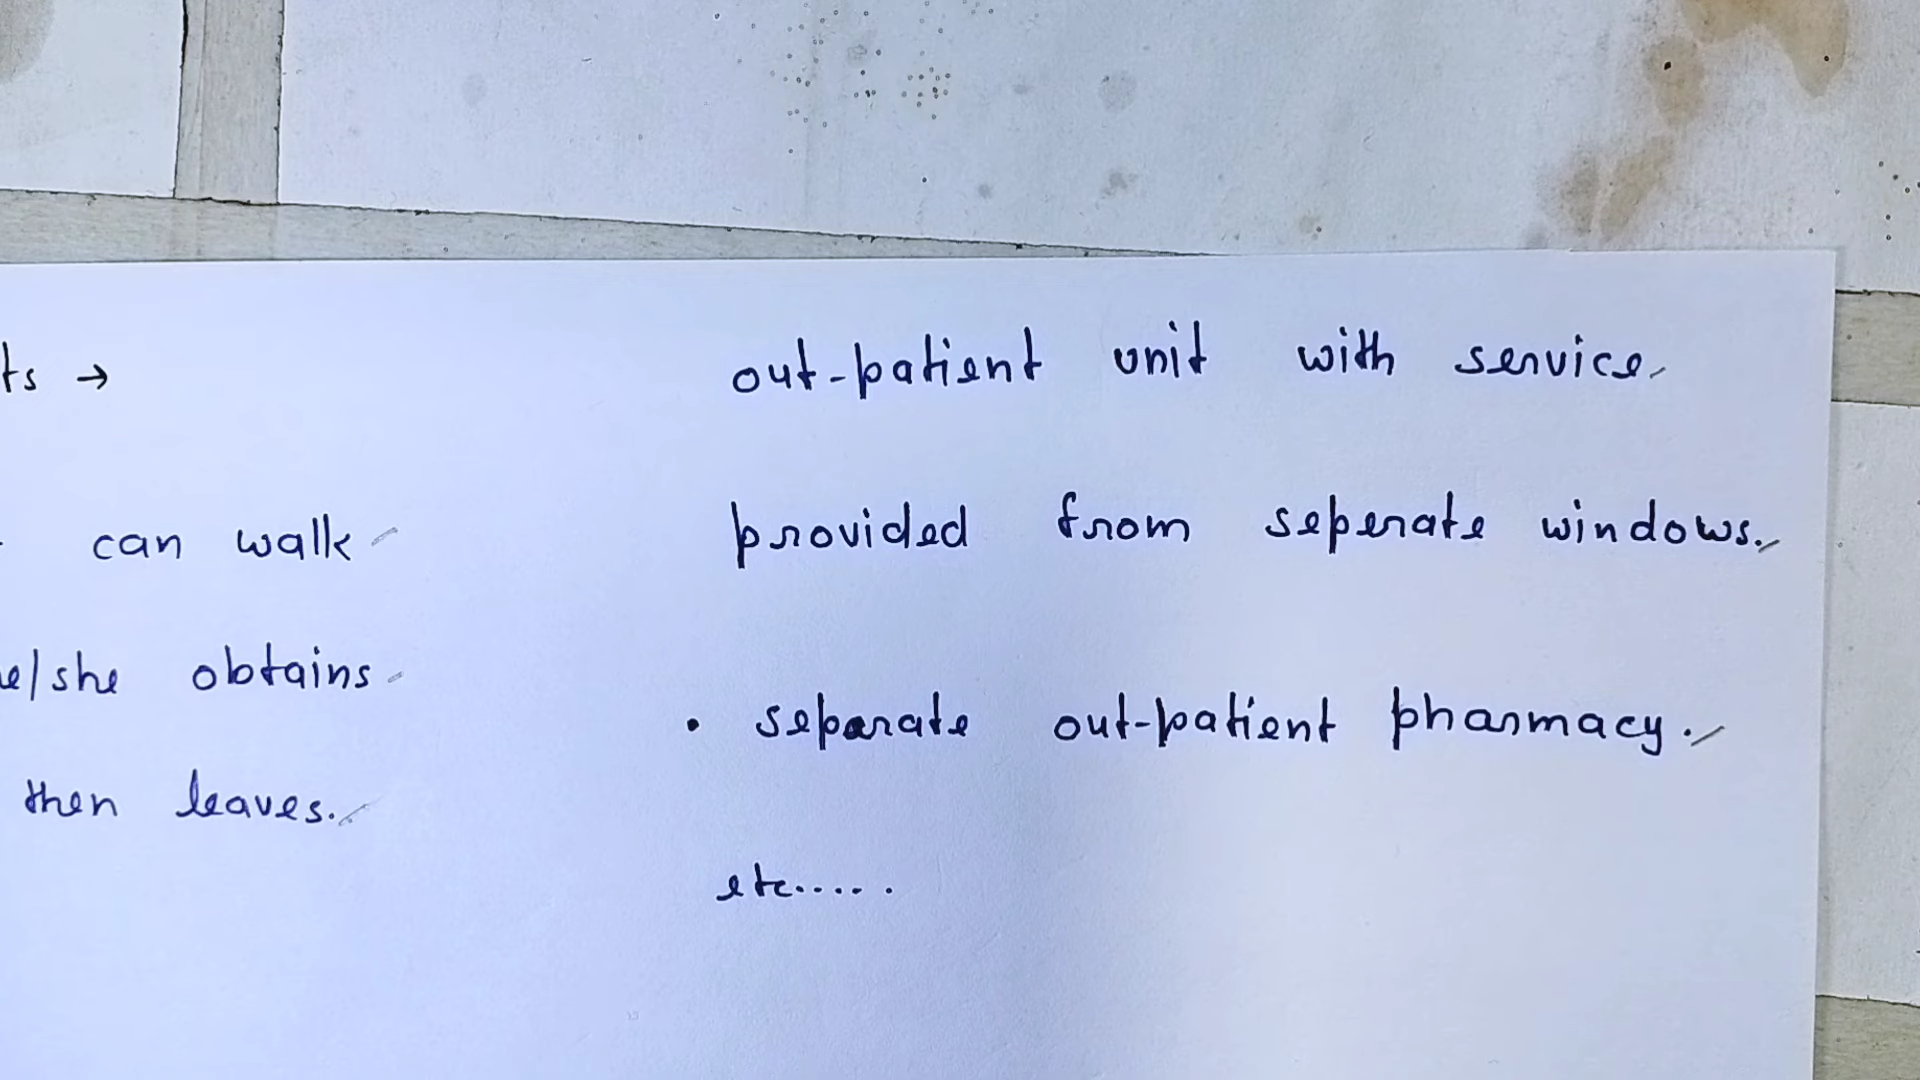 ts →
can walk
e/she obtains
then leaves.
out-patient unit with service
provided from seperate windows.
• separate out-patient pharmacy.
etc.....